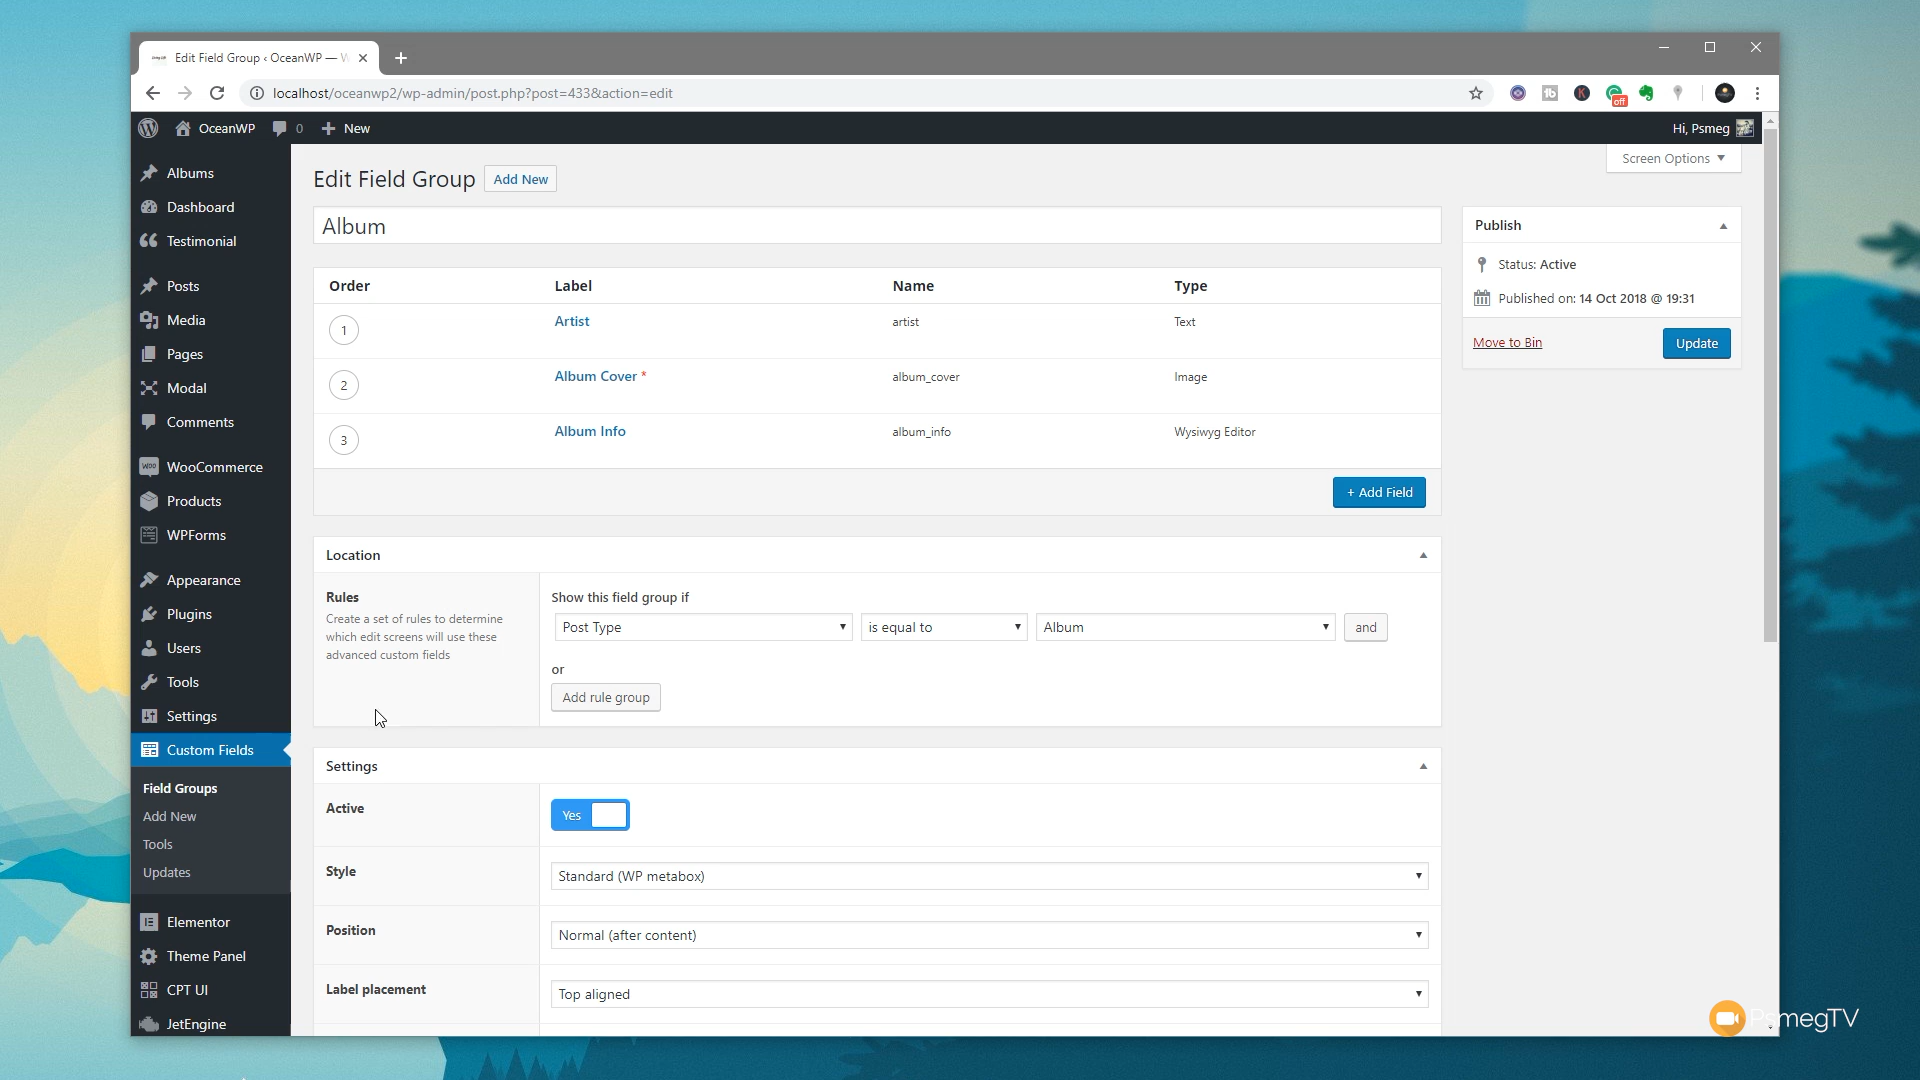 Edit Field Group ‹ OceanWP —
localhost/oceanwp2/wp-admin/post.php?post=433&action=edit
off
OceanWP 0 New
Hi, Psmeg
Screen Options
Albums
Dashboard
Testimonial
Posts
Media
Pages
Modal
Comments
WooCommerce
Products
WPForms
Appearance
Plugins
Users
Tools
Settings
Custom Fields
Field Groups
Add New
Tools
Updates
Elementor
Theme Panel
CPT UI
JetEngine
Edit Field Group Add New
Album
Order Label Name Type
1 Artist artist Text
2 Album Cover * album_cover Image
3 Album Info album_info Wysiwyg Editor
+ Add Field
Location
Rules
Create a set of rules to determine
which edit screens will use these
advanced custom fields
Show this field group if
Post Type is equal to Album and
or
Add rule group
Settings
Active Yes
Style Standard (WP metabox)
Position Normal (after content)
Label placement Top aligned
Publish
Status: Active
Published on: 14 Oct 2018 @ 19:31
Move to Bin Update
PsmegTV